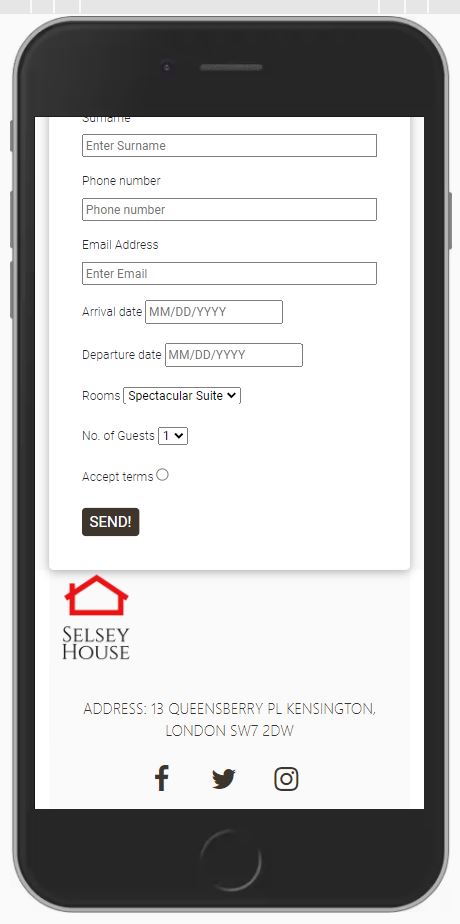 Surname
Enter Surname
Phone number
Phone number
Email Address
Enter Email
Arrival date MM/DD/YYYY
Departure date MM/DD/YYYY
Rooms Spectacular Suite
No. of Guests 1
Accept terms
SEND!
SELSEY
HOUSE
ADDRESS: 13 QUEENSBERRY PL KENSINGTON,
LONDON SW7 2DW